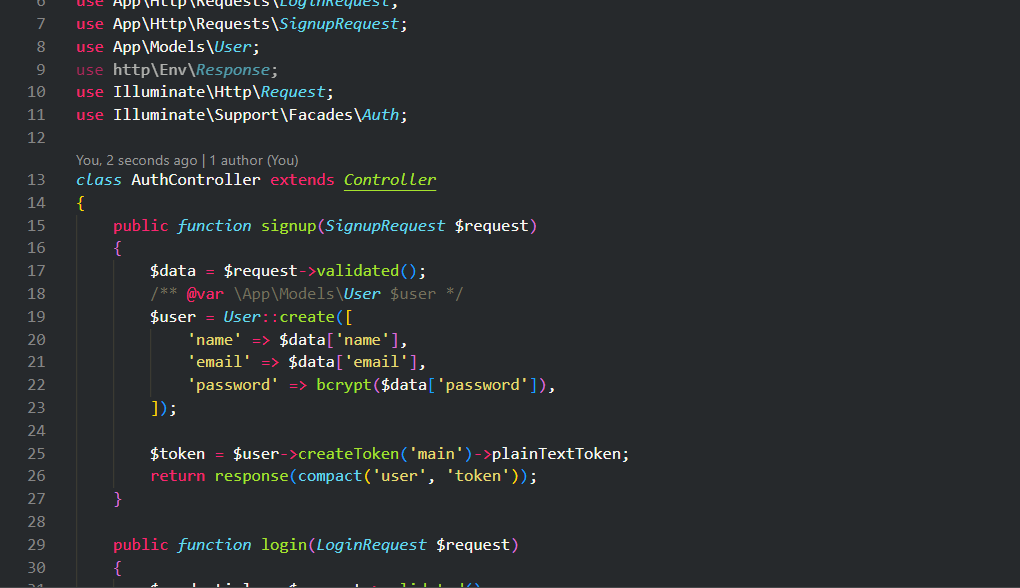 6 use App\Http\Requests\LoginRequest;
7 use App\Http\Requests\SignupRequest;
8 use App\Models\User;
9 use http\Env\Response;
10 use Illuminate\Http\Request;
11 use Illuminate\Support\Facades\Auth;
12
You, 2 seconds ago | 1 author (You)
13 class AuthController extends Controller
14 {
15     public function signup(SignupRequest $request)
16     {
17         $data = $request->validated();
18         /** @var \App\Models\User $user */
19         $user = User::create([
20             'name' => $data['name'],
21             'email' => $data['email'],
22             'password' => bcrypt($data['password']),
23         ]);
24
25         $token = $user->createToken('main')->plainTextToken;
26         return response(compact('user', 'token'));
27     }
28
29     public function login(LoginRequest $request)
30     {